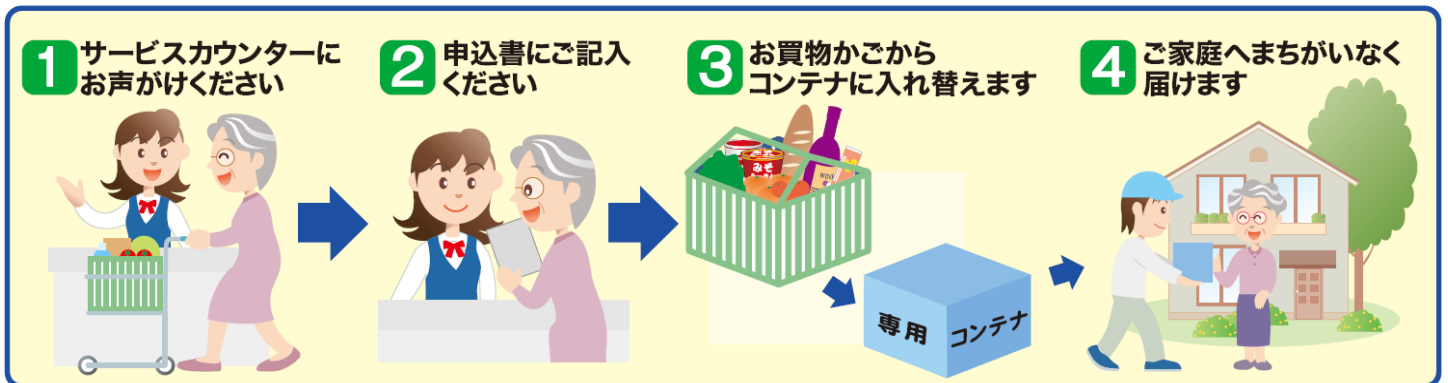 1
サービスカウンターに
お声がけください
2
申込書にご記入
ください
3
お買物かごから
コンテナに入れ替えます
みそ
WINE
専用
コンテナ
4
ご家庭へまちがいなく
届けます